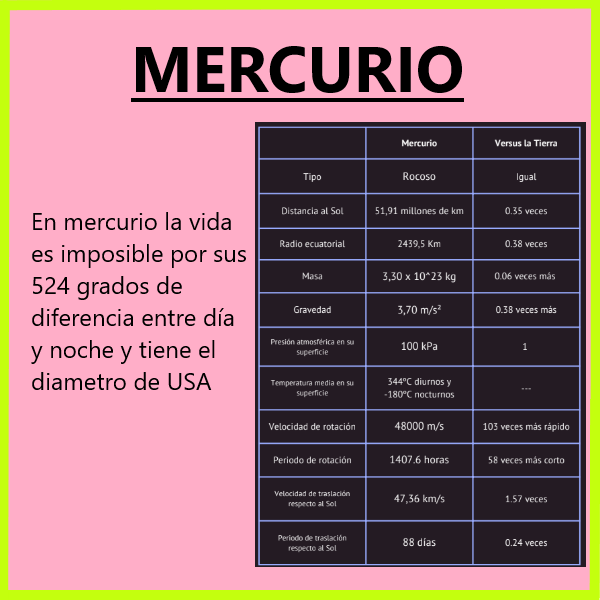 MERCURIO
En mercurio la vida
es imposible por sus
524 grados de
diferencia entre día
y noche y tiene el
diametro de USA
Mercurio Versus la Tierra
Tipo Rocoso Igual
Distancia al Sol 51,91 millones de km 0.35 veces
Radio ecuatorial 2439,5 Km 0.38 veces
Masa 3,30 x 10^23 kg 0.06 veces más
Gravedad 3,70 m/s² 0.38 veces más
Presión atmosférica en su
superficie 100 kPa 1
Temperatura media en su
superficie 344ºC diurnos y
-180ºC nocturnos ---
Velocidad de rotación 48000 m/s 103 veces más rápido
Periodo de rotación 1407.6 horas 58 veces más corto
Velocidad de traslación
respecto al Sol 47,36 km/s 1.57 veces
Período de traslación
respecto al Sol 88 días 0.24 veces